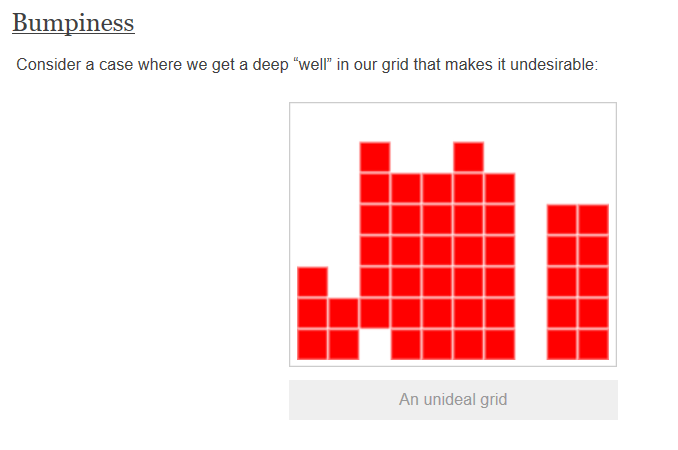 Bumpiness
Consider a case where we get a deep “well” in our grid that makes it undesirable:
An unideal grid